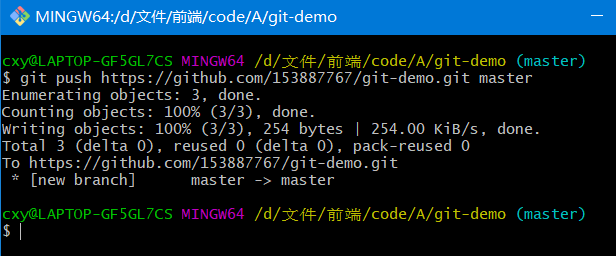 MINGW64:/d/文件/前端/code/A/git-demo
cxy@LAPTOP-GF5GL7CS MINGW64 /d/文件/前端/code/A/git-demo (master)
$ git push https://github.com/153887767/git-demo.git master
Enumerating objects: 3, done.
Counting objects: 100% (3/3), done.
Writing objects: 100% (3/3), 254 bytes | 254.00 KiB/s, done.
Total 3 (delta 0), reused 0 (delta 0), pack-reused 0
To https://github.com/153887767/git-demo.git
 * [new branch]      master -> master
cxy@LAPTOP-GF5GL7CS MINGW64 /d/文件/前端/code/A/git-demo (master)
$